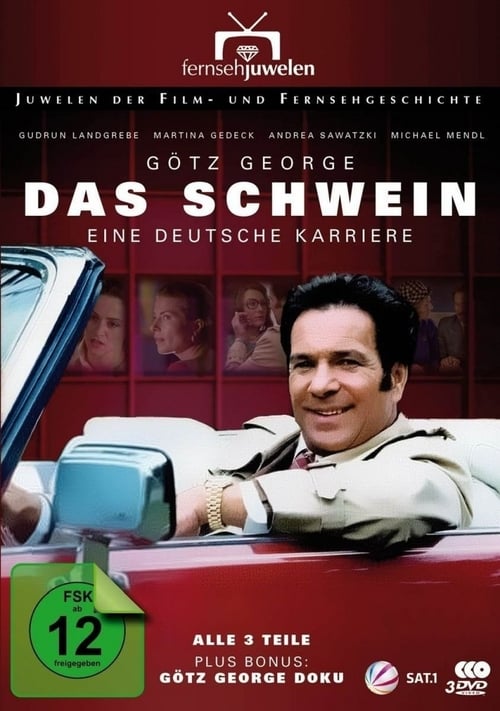 fernsehjuwelen
JUWELEN DER FILM- UND FERNSEHGESCHICHTE
GUDRUN LANDGREBE MARTINA GEDECK ANDREA SAWATZKI MICHAEL MENDL
GÖTZ GEORGE
DAS SCHWEIN
EINE DEUTSCHE KARRIERE
FSK
ab
12
freigegeben
ALLE 3 TEILE
PLUS BONUS:
GÖTZ GEORGE DOKU
SAT.1
3 DVD
VIDEO